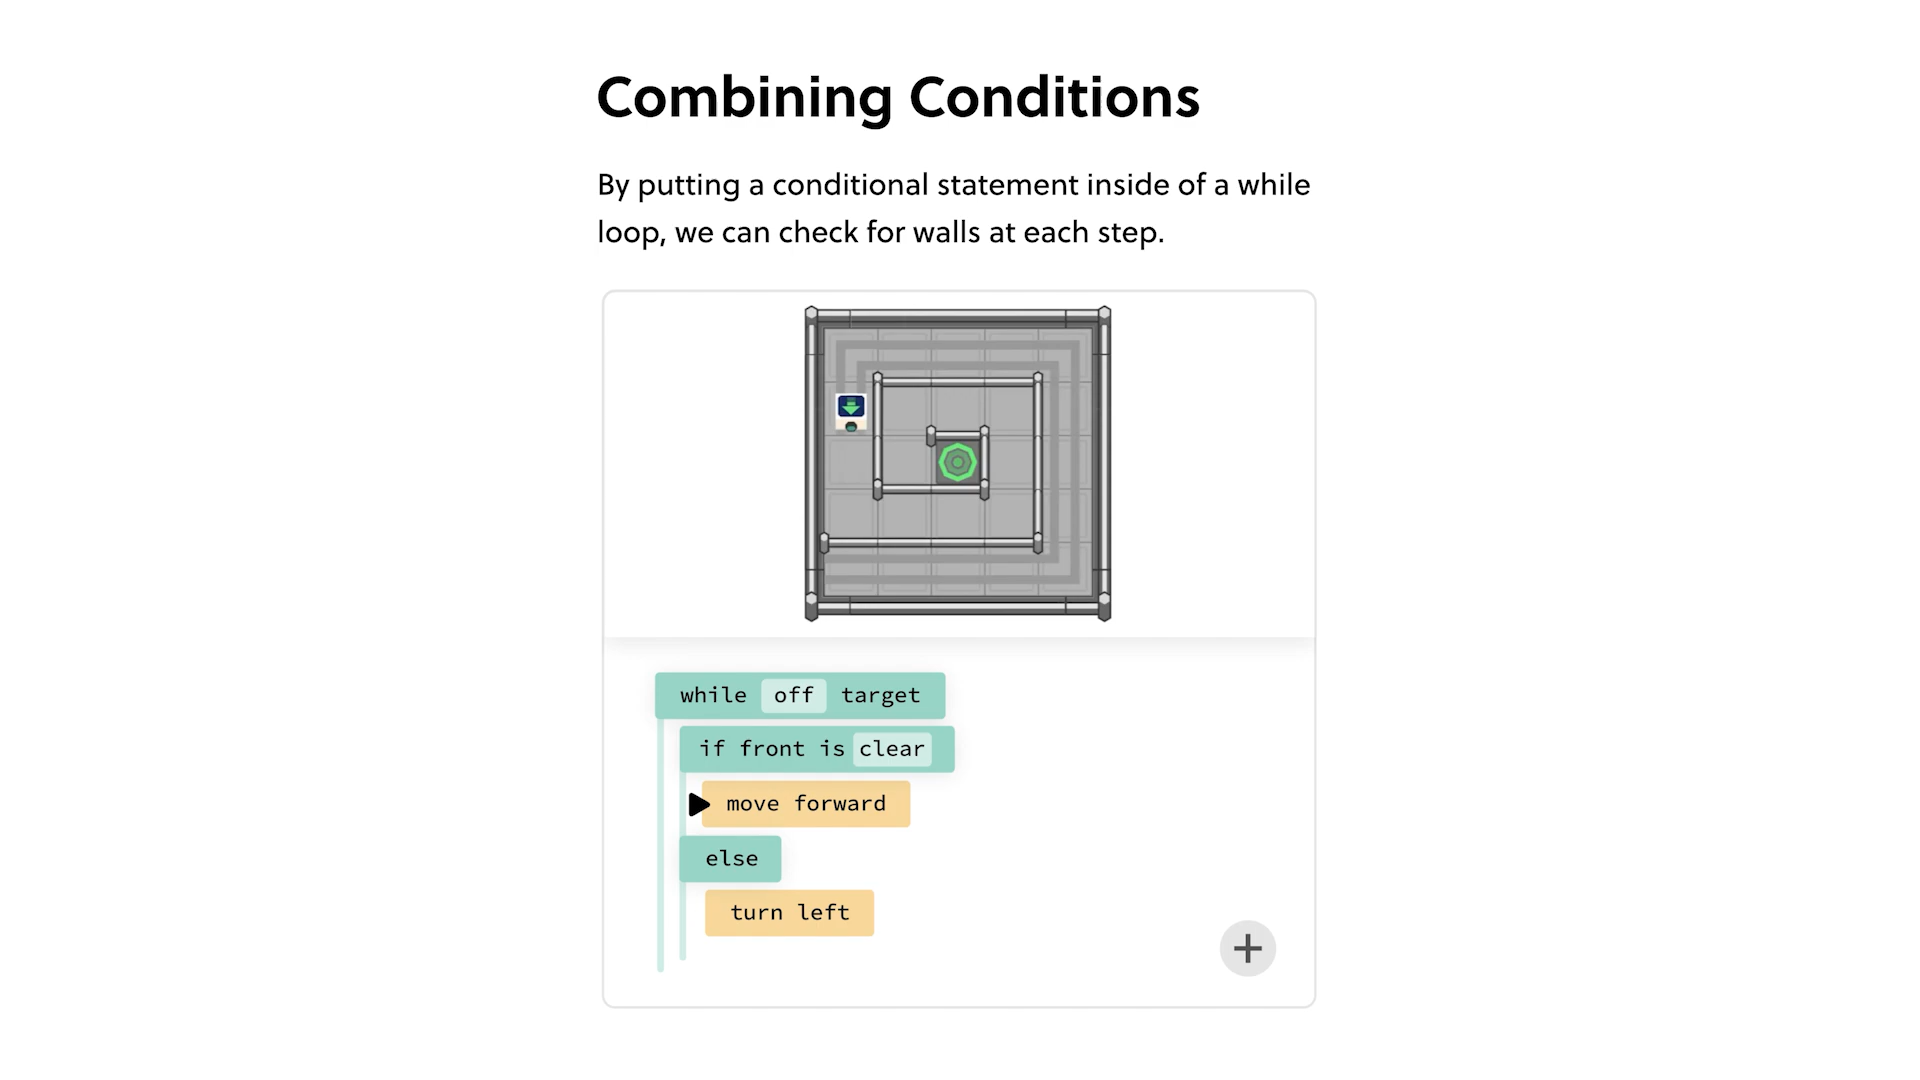 Combining Conditions
By putting a conditional statement inside of a while
loop, we can check for walls at each step.
while off target
if front is clear
move forward
else
turn left